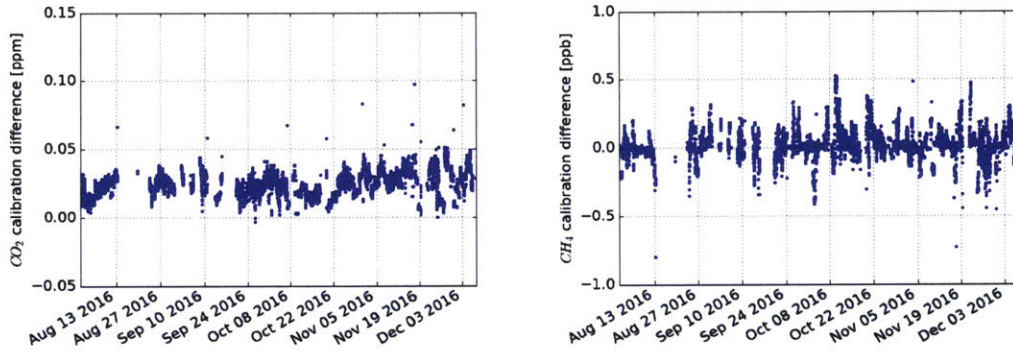 0.15
0.10
0.05
0.00
−0.05
CO₂ calibration difference [ppm]
Aug 13 2016
Aug 27 2016
Sep 10 2016
Sep 24 2016
Oct 08 2016
Oct 22 2016
Nov 05 2016
Nov 19 2016
Dec 03 2016
1.0
0.5
0.0
−0.5
−1.0
CH₄ calibration difference [ppb]
Aug 13 2016
Aug 27 2016
Sep 10 2016
Sep 24 2016
Oct 08 2016
Oct 22 2016
Nov 05 2016
Nov 19 2016
Dec 03 2016